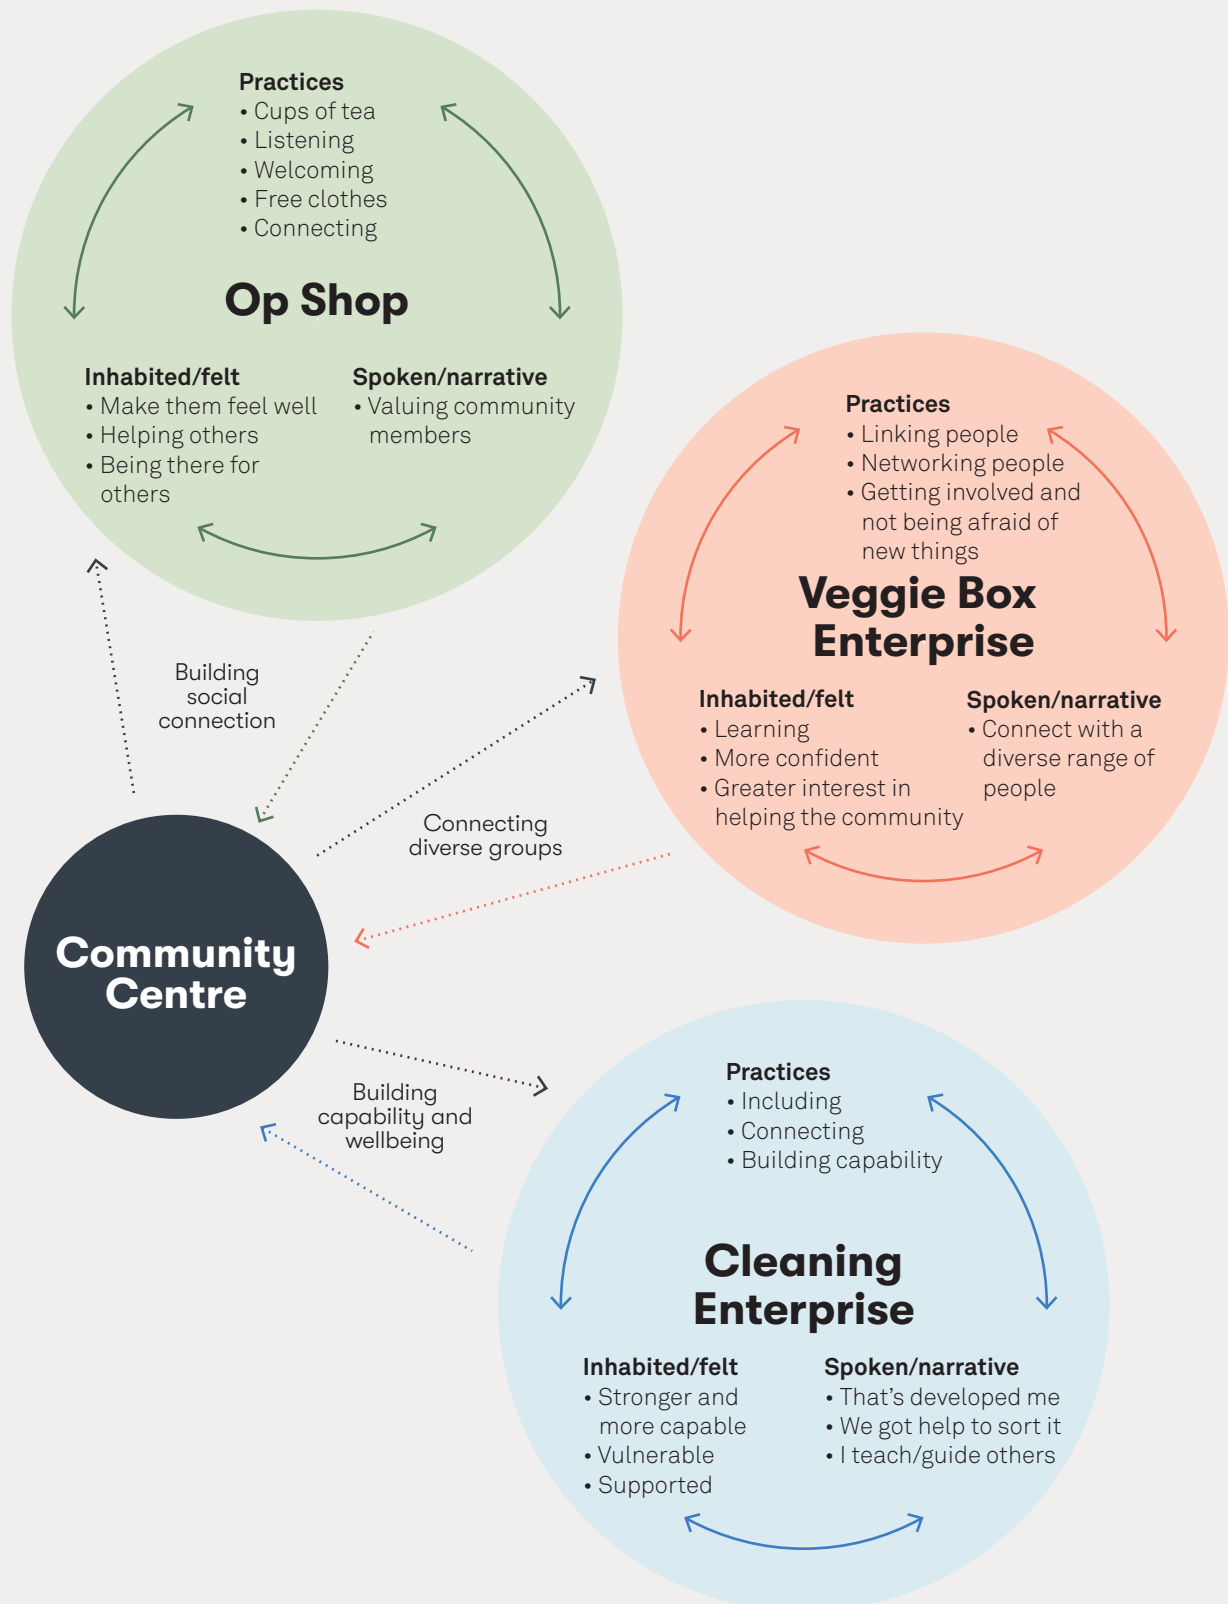 Practices
• Cups of tea
• Listening
• Welcoming
• Free clothes
• Connecting
Op Shop
Inhabited/felt
• Make them feel well
• Helping others
• Being there for
others
Spoken/narrative
• Valuing community
members
Practices
• Linking people
• Networking people
• Getting involved and
not being afraid of
new things
Veggie Box
Enterprise
Inhabited/felt
• Learning
• More confident
• Greater interest in
helping the community
Spoken/narrative
• Connect with a
diverse range of
people
Building
social
connection
Connecting
diverse groups
Community
Centre
Building
capability and
wellbeing
Practices
• Including
• Connecting
• Building capability
Cleaning
Enterprise
Inhabited/felt
• Stronger and
more capable
• Vulnerable
• Supported
Spoken/narrative
• That’s developed me
• We got help to sort it
• I teach/guide others